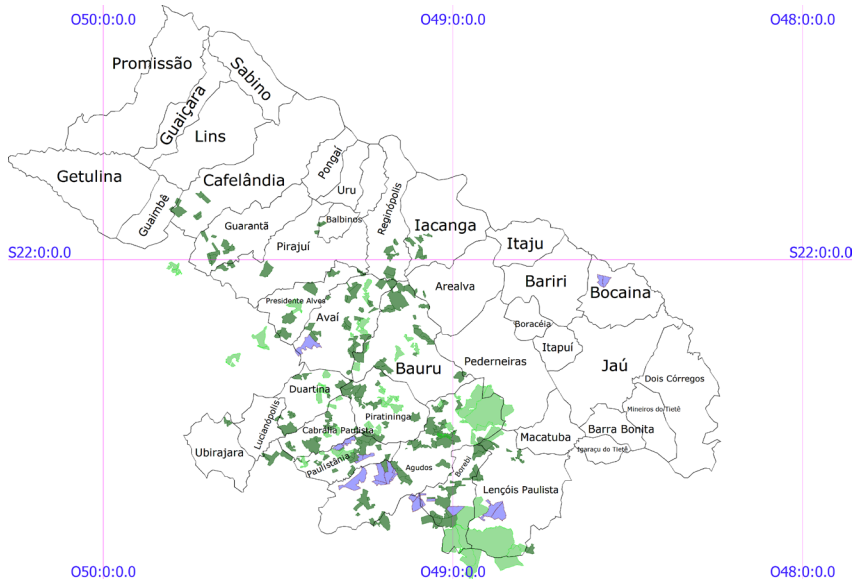 O50:0:0.0 O49:0:0.0 O48:0:0.0
Promissão
Sabino
Guaiçara
Lins
Pongaí
Getulina
Cafelândia
Uru
Reginópolis
Guaimbê
Guarantã
Balbinos
Iacanga
Pirajuí
Itaju
S22:0:0.0 S22:0:0.0
Arealva
Bariri
Bocaina
Presidente Alves
Avaí
Boracéia
Itapuí
Pederneiras
Bauru
Jaú
Dois Córregos
Duartina
Lucianópolis
Piratininga
Mineiros do Tietê
Cabrália Paulista
Barra Bonita
Macatuba
Ubirajara
Igaraçu do Tietê
Paulistânia
Agudos
Borebi
Lençóis Paulista
O50:0:0.0 O49:0:0.0 O48:0:0.0